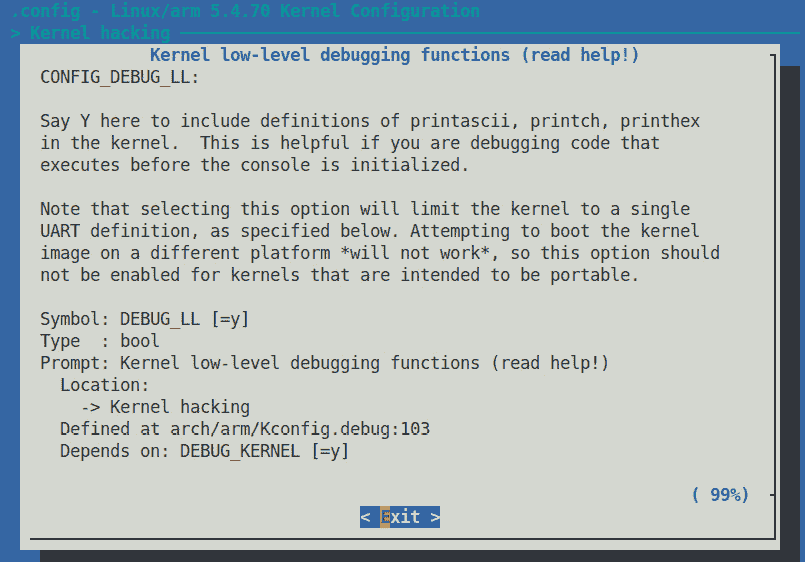 .config - Linux/arm 5.4.70 Kernel Configuration
> Kernel hacking
Kernel low-level debugging functions (read help!)
CONFIG_DEBUG_LL:
Say Y here to include definitions of printascii, printch, printhex
in the kernel.  This is helpful if you are debugging code that
executes before the console is initialized.
Note that selecting this option will limit the kernel to a single
UART definition, as specified below. Attempting to boot the kernel
image on a different platform *will not work*, so this option should
not be enabled for kernels that are intended to be portable.
Symbol: DEBUG_LL [=y]
Type  : bool
Prompt: Kernel low-level debugging functions (read help!)
Location:
-> Kernel hacking
Defined at arch/arm/Kconfig.debug:103
Depends on: DEBUG_KERNEL [=y]
( 99%)
< Exit >